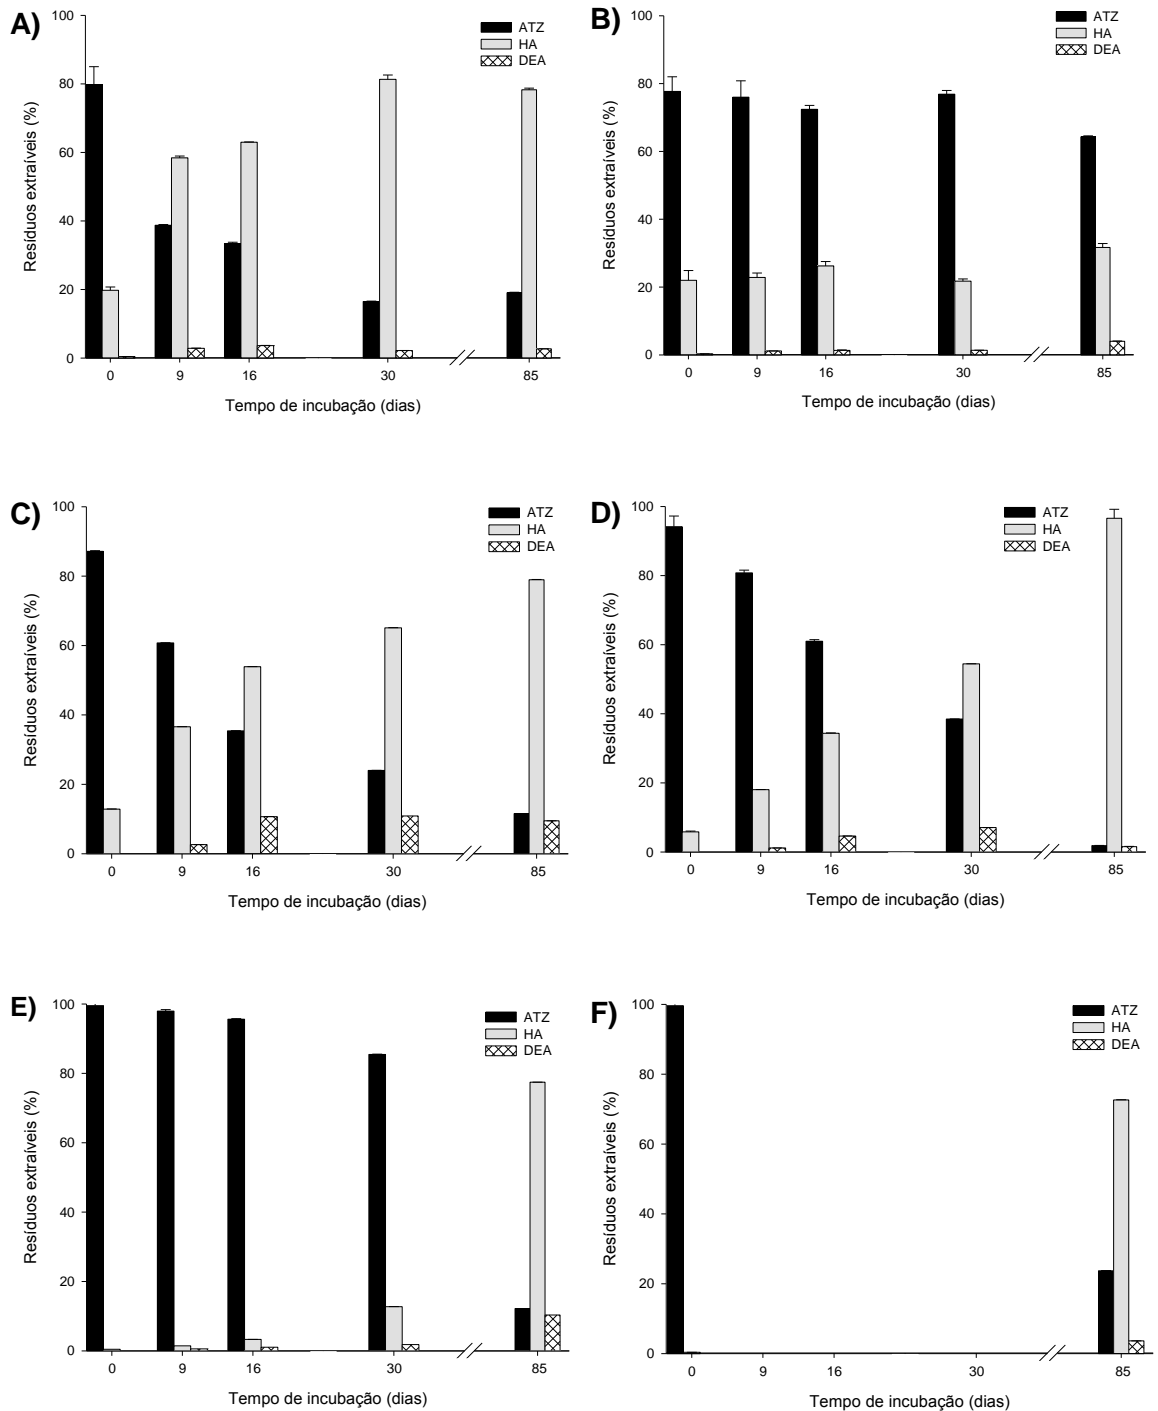 A)
Resíduos extraíveis (%)
100
80
60
40
20
0
ATZ
HA
DEA
0 9 16 30 85
Tempo de incubação (dias)
B)
Resíduos extraíveis (%)
100
80
60
40
20
0
ATZ
HA
DEA
0 9 16 30 85
Tempo de incubação (dias)
C)
Resíduos extraíveis (%)
100
80
60
40
20
0
ATZ
HA
DEA
0 9 16 30 85
Tempo de incubação (dias)
D)
Resíduos extraíveis (%)
100
80
60
40
20
0
ATZ
HA
DEA
0 9 16 30 85
Tempo de incubação (dias)
E)
Resíduos extraíveis (%)
100
80
60
40
20
0
ATZ
HA
DEA
0 9 16 30 85
Tempo de incubação (dias)
F)
Resíduos extraíveis (%)
100
80
60
40
20
0
ATZ
HA
DEA
0 9 16 30 85
Tempo de incubação (dias)